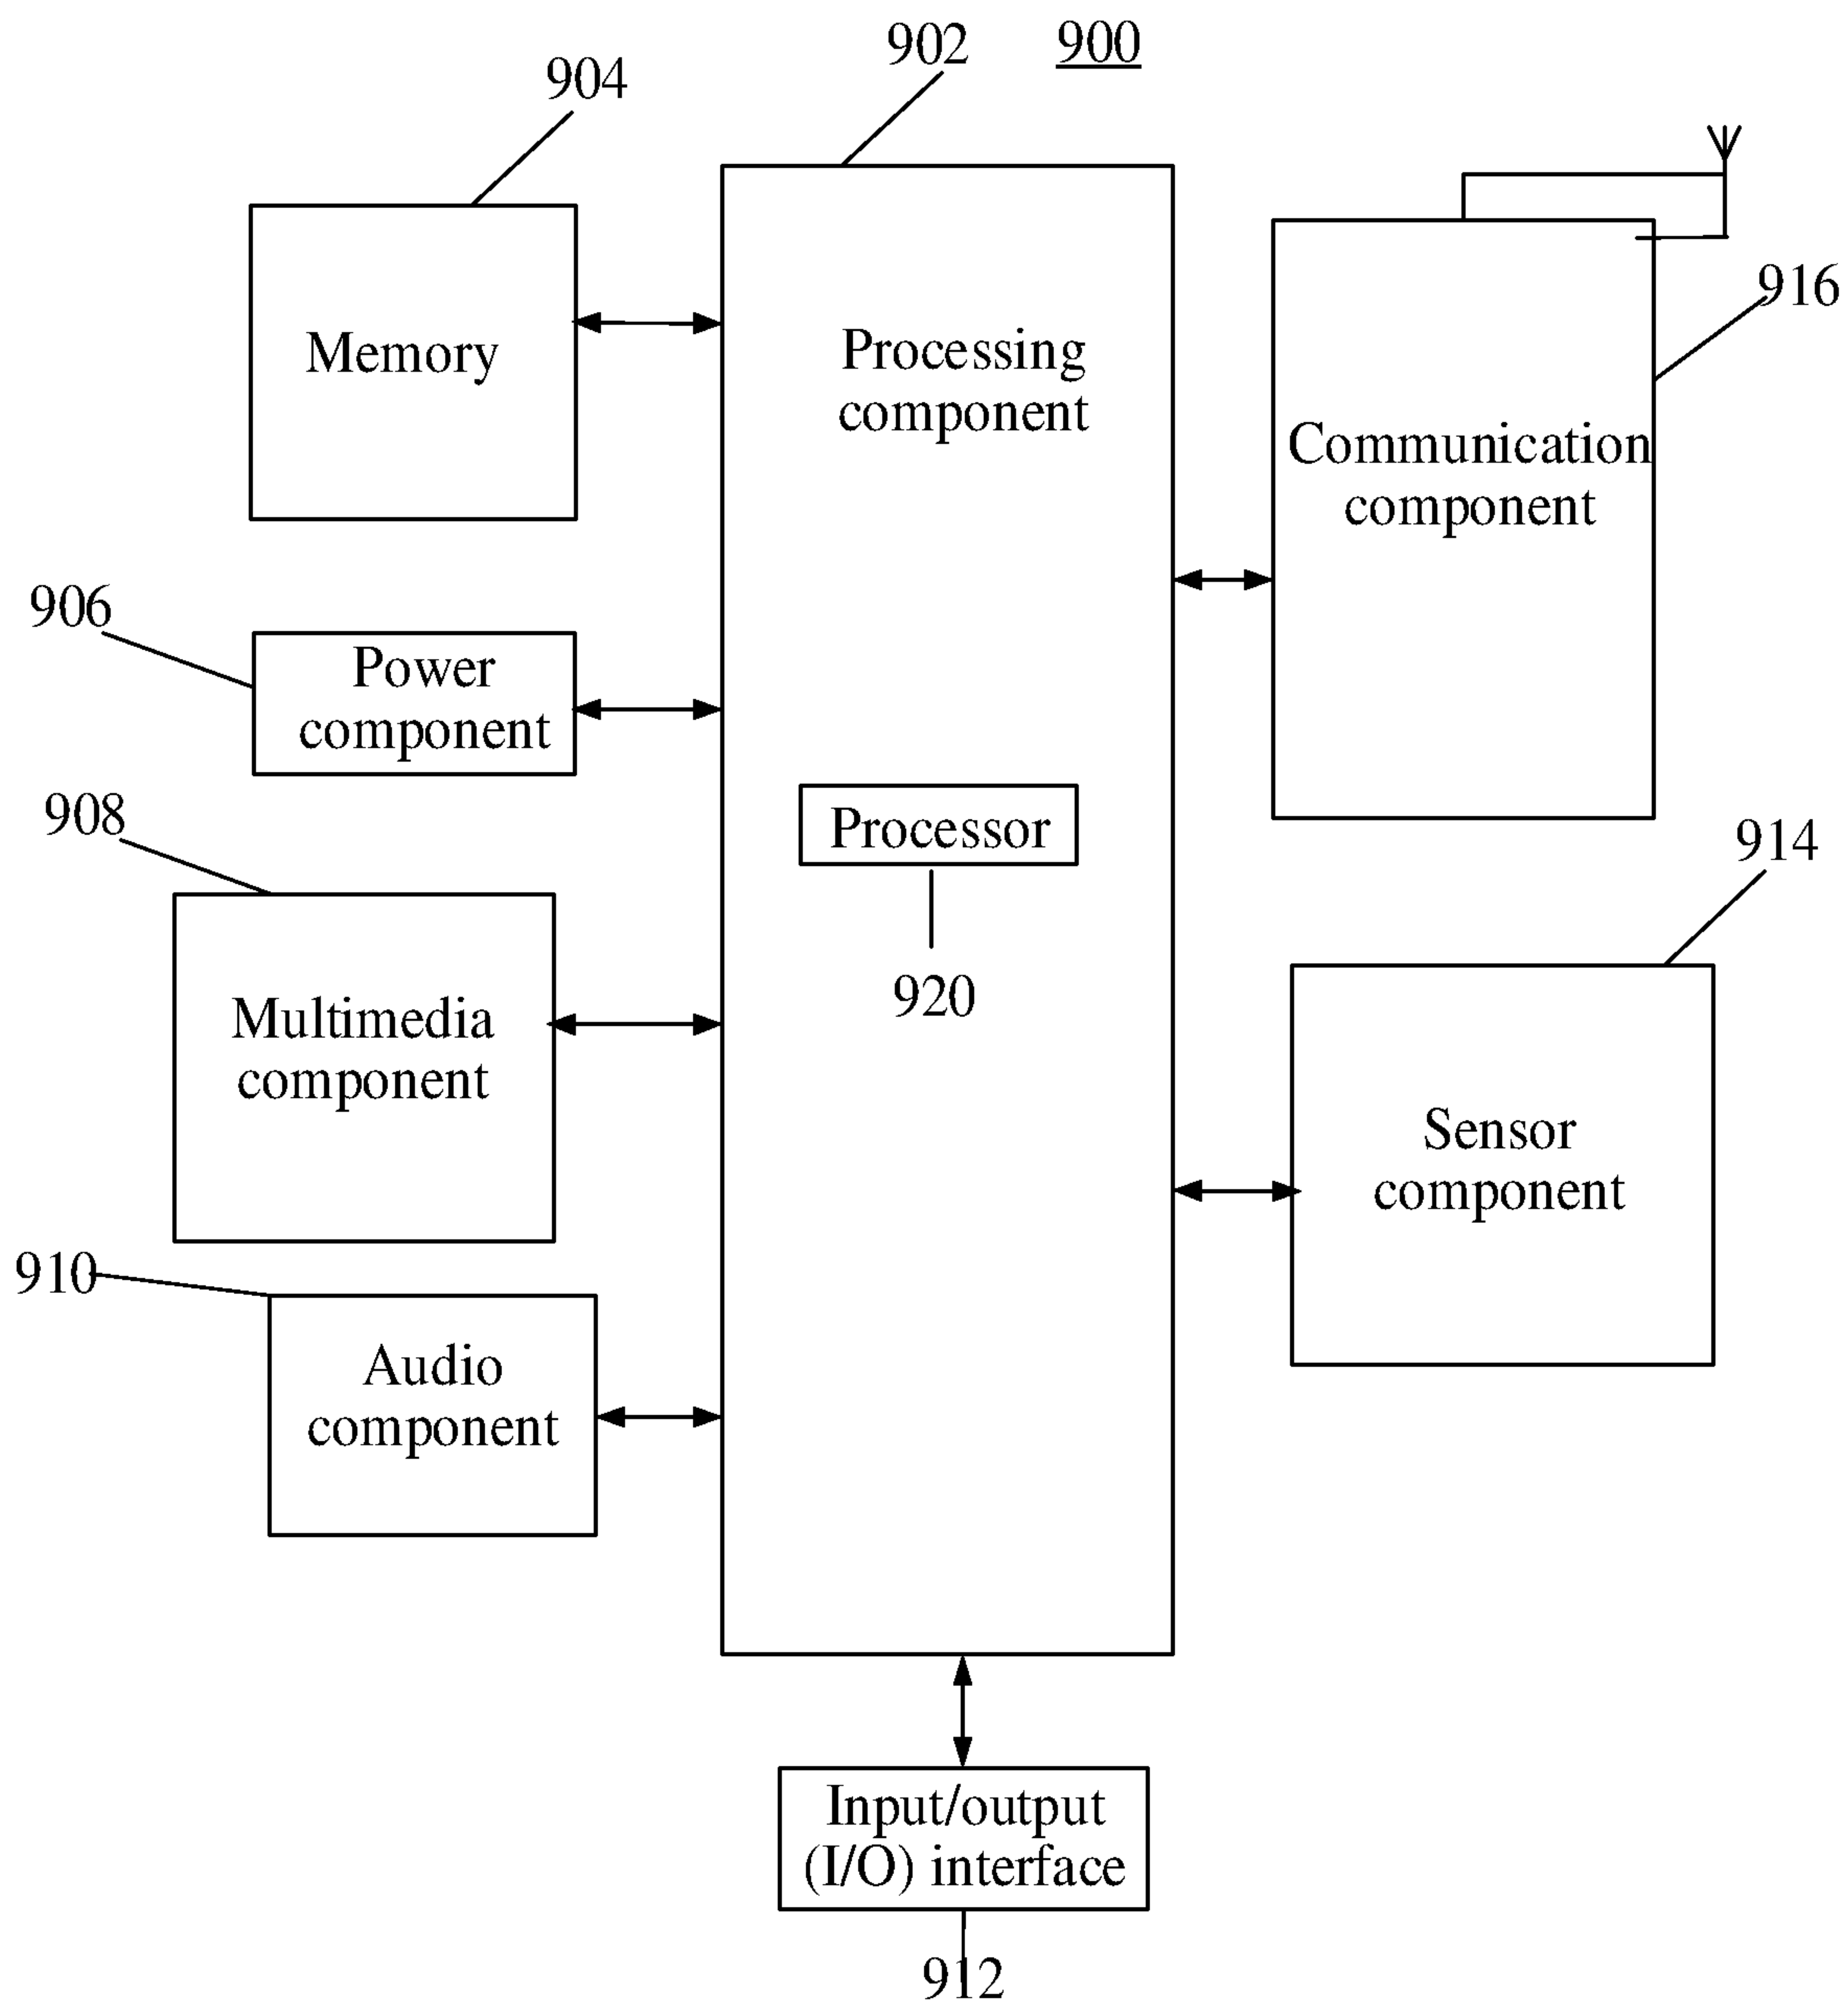 902
900
904
Memory
Processing
component
916
Communication
component
906
Power
component
908
Processor
914
920
Multimedia
component
Sensor
component
910
Audio
component
Input/output
(I/O) interface
912